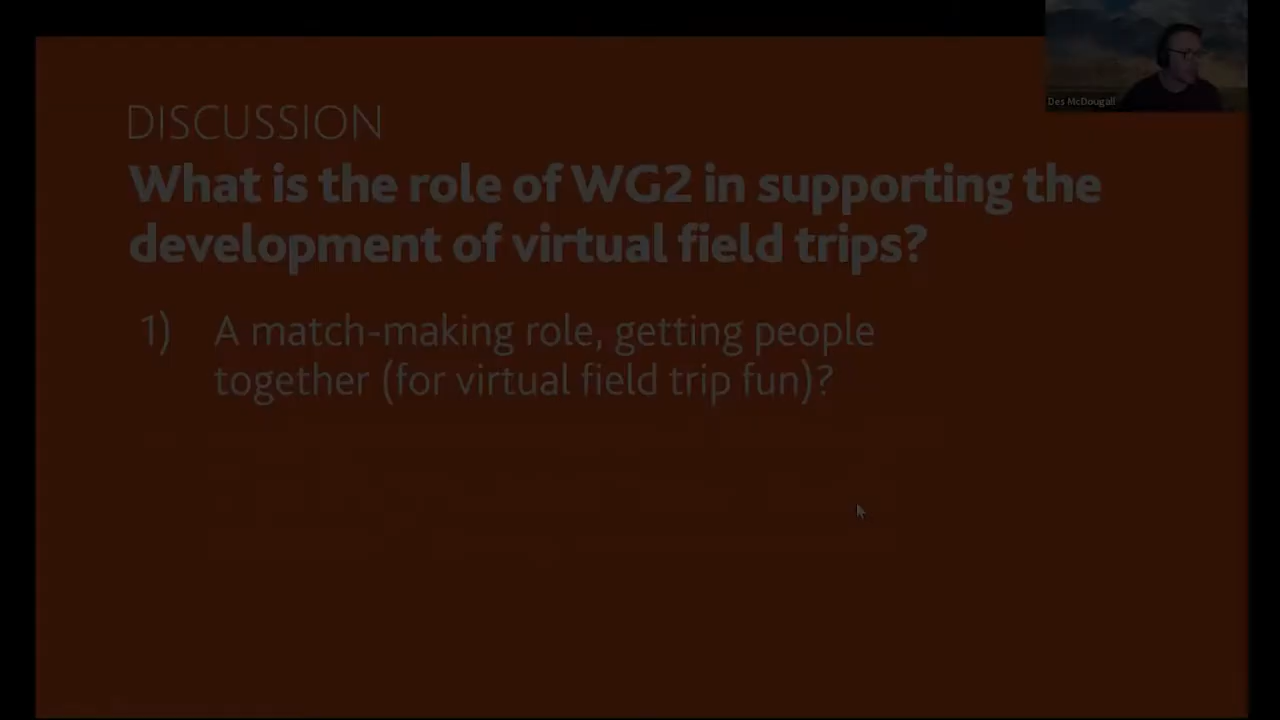 DISCUSSION
What is the role of WG2 in supporting the
development of virtual field trips?
1) A match-making role, getting people
together (for virtual field trip fun)?
Des McDougall